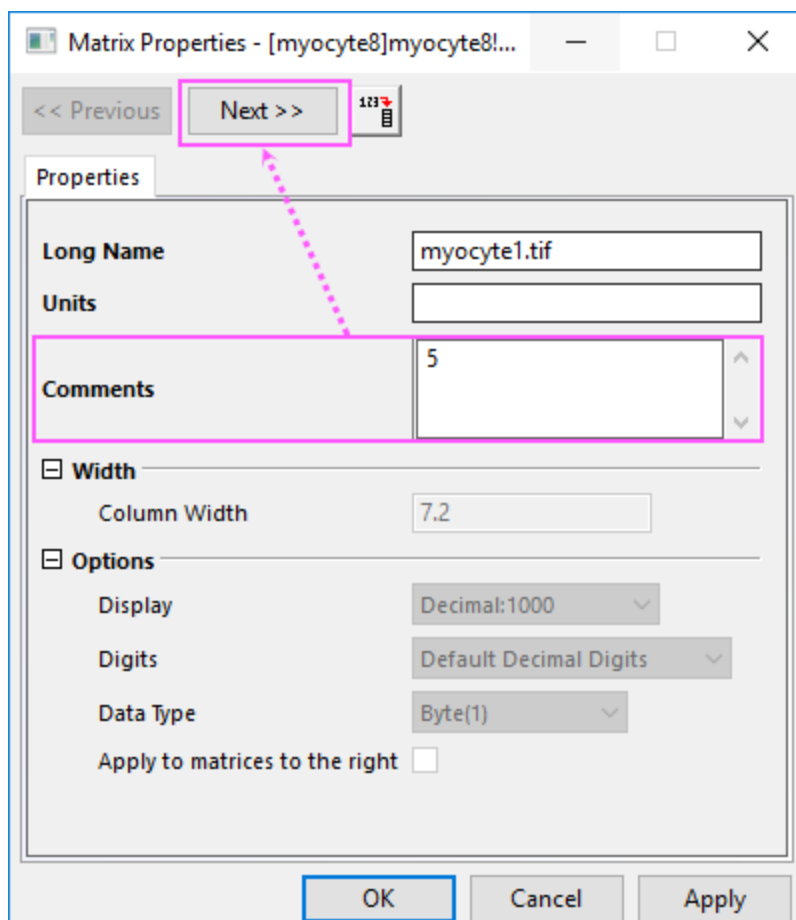 Matrix Properties - [myocyte8]myocyte8!...
<< Previous
Next >>
123
Properties
Long Name
myocyte1.tif
Units
Comments
5
Width
Column Width
7.2
Options
Display
Decimal:1000
Digits
Default Decimal Digits
Data Type
Byte(1)
Apply to matrices to the right
OK
Cancel
Apply